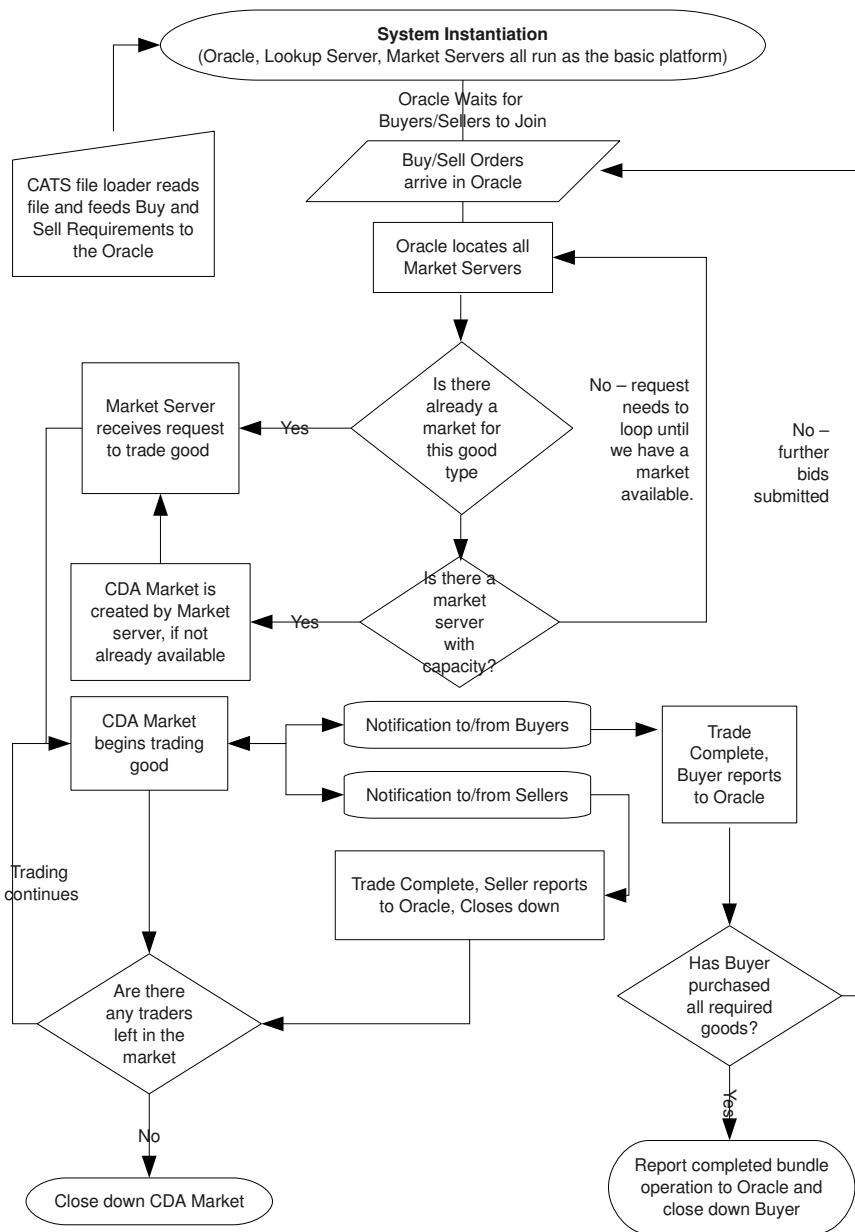 System Instantiation
(Oracle, Lookup Server, Market Servers all run as the basic platform)
Oracle Waits for
Buyers/Sellers to Join
Buy/Sell Orders
arrive in Oracle
CATS file loader reads
file and feeds Buy and
Sell Requirements to
the Oracle
Oracle locates all
Market Servers
Is there
already a
market for
this good
type
Yes
Market Server
receives request
to trade good
No – request
needs to
loop until
we have a
market
available.
No –
further
bids
submitted
Is there a
market
server
with
capacity?
Yes
CDA Market is
created by Market
server, if not
already available
CDA Market
begins trading
good
Notification to/from Buyers
Notification to/from Sellers
Trade
Complete,
Buyer reports
to Oracle
Trading
continues
Trade Complete, Seller reports
to Oracle, Closes down
Are there
any traders
left in the
market
Has Buyer
purchased
all required
goods?
No
Yes
Close down CDA Market
Report completed bundle
operation to Oracle and
close down Buyer